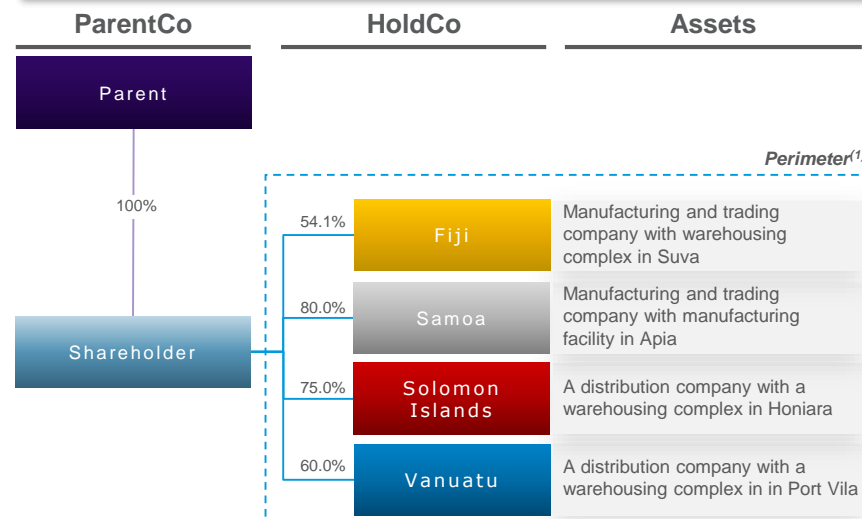 ParentCo
HoldCo
Assets
Parent
Perimeter(1
100%
54.1%
Fiji
Manufacturing and trading
company with warehousing
complex in Suva
80.0%
Samoa
Manufacturing and trading
company with manufacturing
facility in Apia
Shareholder
75.0%
Solomon
Islands
A distribution company with a
warehousing complex in Honiara
60.0%
Vanuatu
A distribution company with a
warehousing complex in in Port Vila